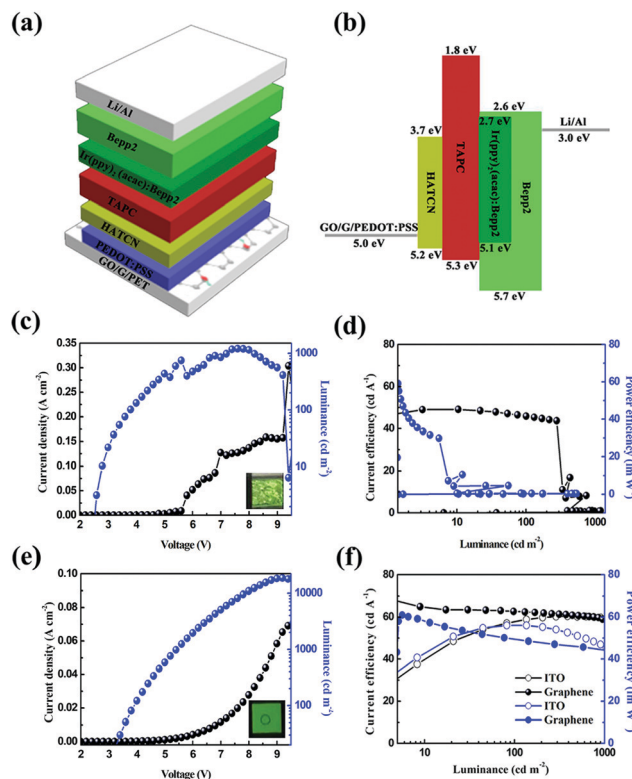 (a)
Li/Al
Bepp2
Ir(ppy)2(acac):Bepp2
TAPC
HATCN
PEDOT:PSS
GO/G/PET
(b)
1.8 eV
2.6 eV
2.7 eV
Li/Al
3.0 eV
3.7 eV
HATCN
TAPC
Ir(ppy)2(acac):Bepp2
Bepp2
GO/G/PEDOT:PSS
5.0 eV
5.2 eV
5.3 eV
5.1 eV
5.7 eV
(c)
Current density (A cm⁻²)
0.35
0.30
0.25
0.20
0.15
0.10
0.05
0.00
2 3 4 5 6 7 8 9
Voltage (V)
1000
100
10
Luminance (cd m⁻²)
(d)
Current efficiency (cd A⁻¹)
80
60
40
20
0
10 100 1000
Luminance (cd m⁻²)
80
60
40
20
0
-20
Power efficiency (lm W⁻¹)
(e)
Current density (A cm⁻²)
0.10
0.08
0.06
0.04
0.02
0.00
2 3 4 5 6 7 8 9
Voltage (V)
10000
1000
100
Luminance (cd m⁻²)
(f)
Current efficiency (cd A⁻¹)
80
60
40
20
0
10 100 1000
Luminance (cd m⁻²)
ITO
Graphene
ITO
Graphene
80
60
40
20
0
Power efficiency (lm W⁻¹)